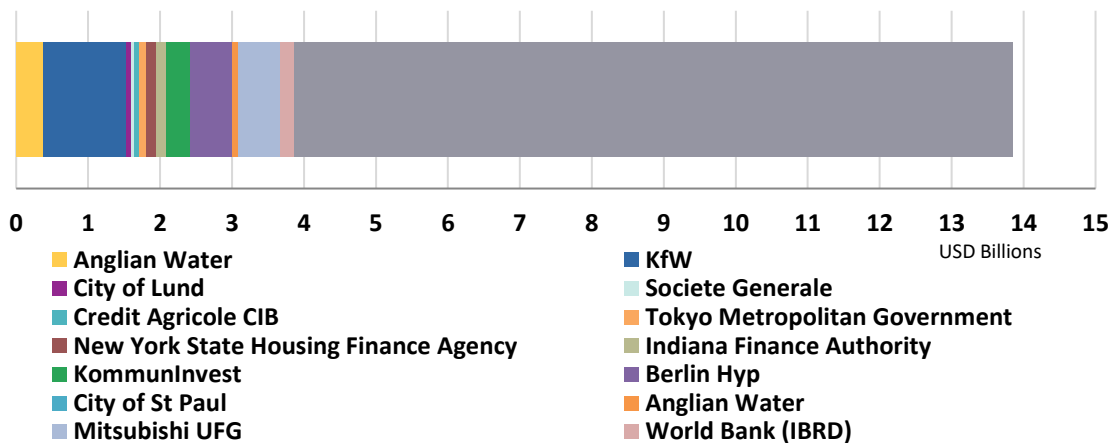 0 1 2 3 4 5 6 7 8 9 10 11 12 13 14 15
USD Billions
Anglian Water KfW
City of Lund Societe Generale
Credit Agricole CIB Tokyo Metropolitan Government
New York State Housing Finance Agency Indiana Finance Authority
KommunInvest Berlin Hyp
City of St Paul Anglian Water
Mitsubishi UFG World Bank (IBRD)